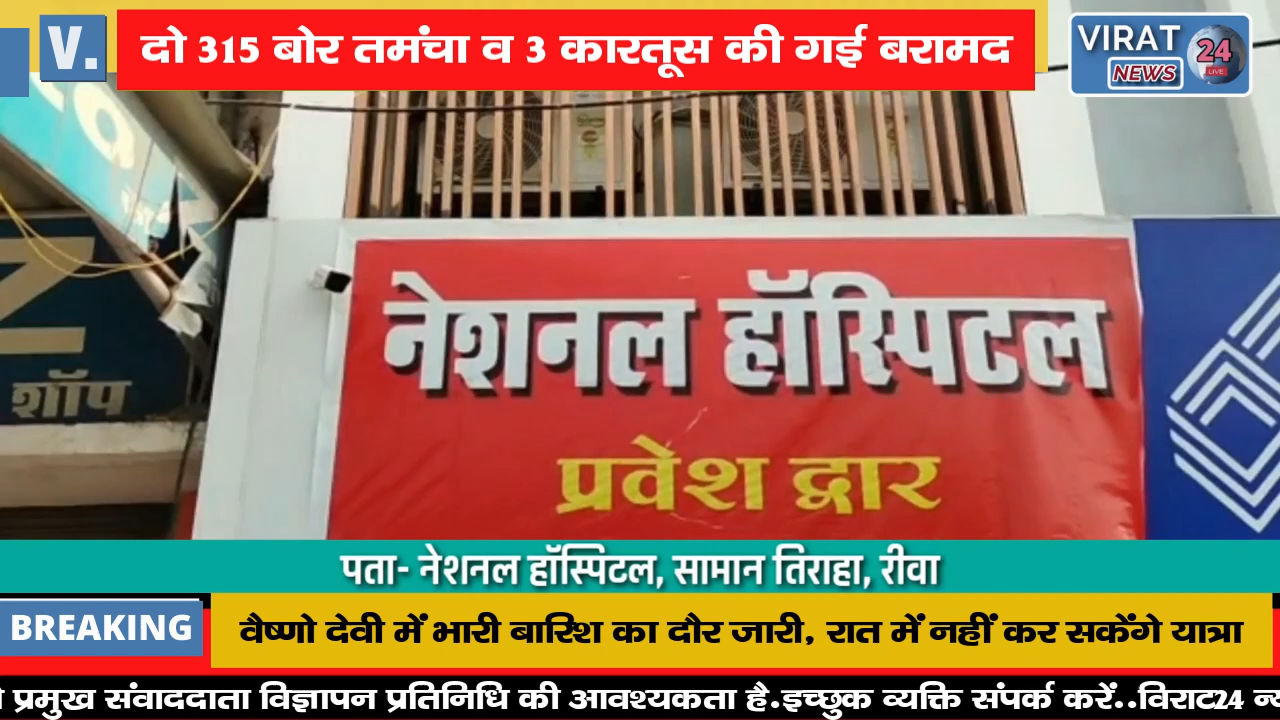 V.
दो 315 बोर तमंचा व 3 कारतूस की गई बरामद
VIRAT
24
NEWS
LIVE
Z
शॉप
नेशनल हॉस्पिटल
प्रवेश द्वार
पता- नेशनल हॉस्पिटल, सामान तिराहा, रीवा
BREAKING
वैष्णो देवी में भारी बारिश का दौर जारी, रात में नहीं कर सकेंगे यात्रा
प्रमुख संवाददाता विज्ञापन प्रतिनिधि की आवश्यकता है.इच्छुक व्यक्ति संपर्क करें..विराट24